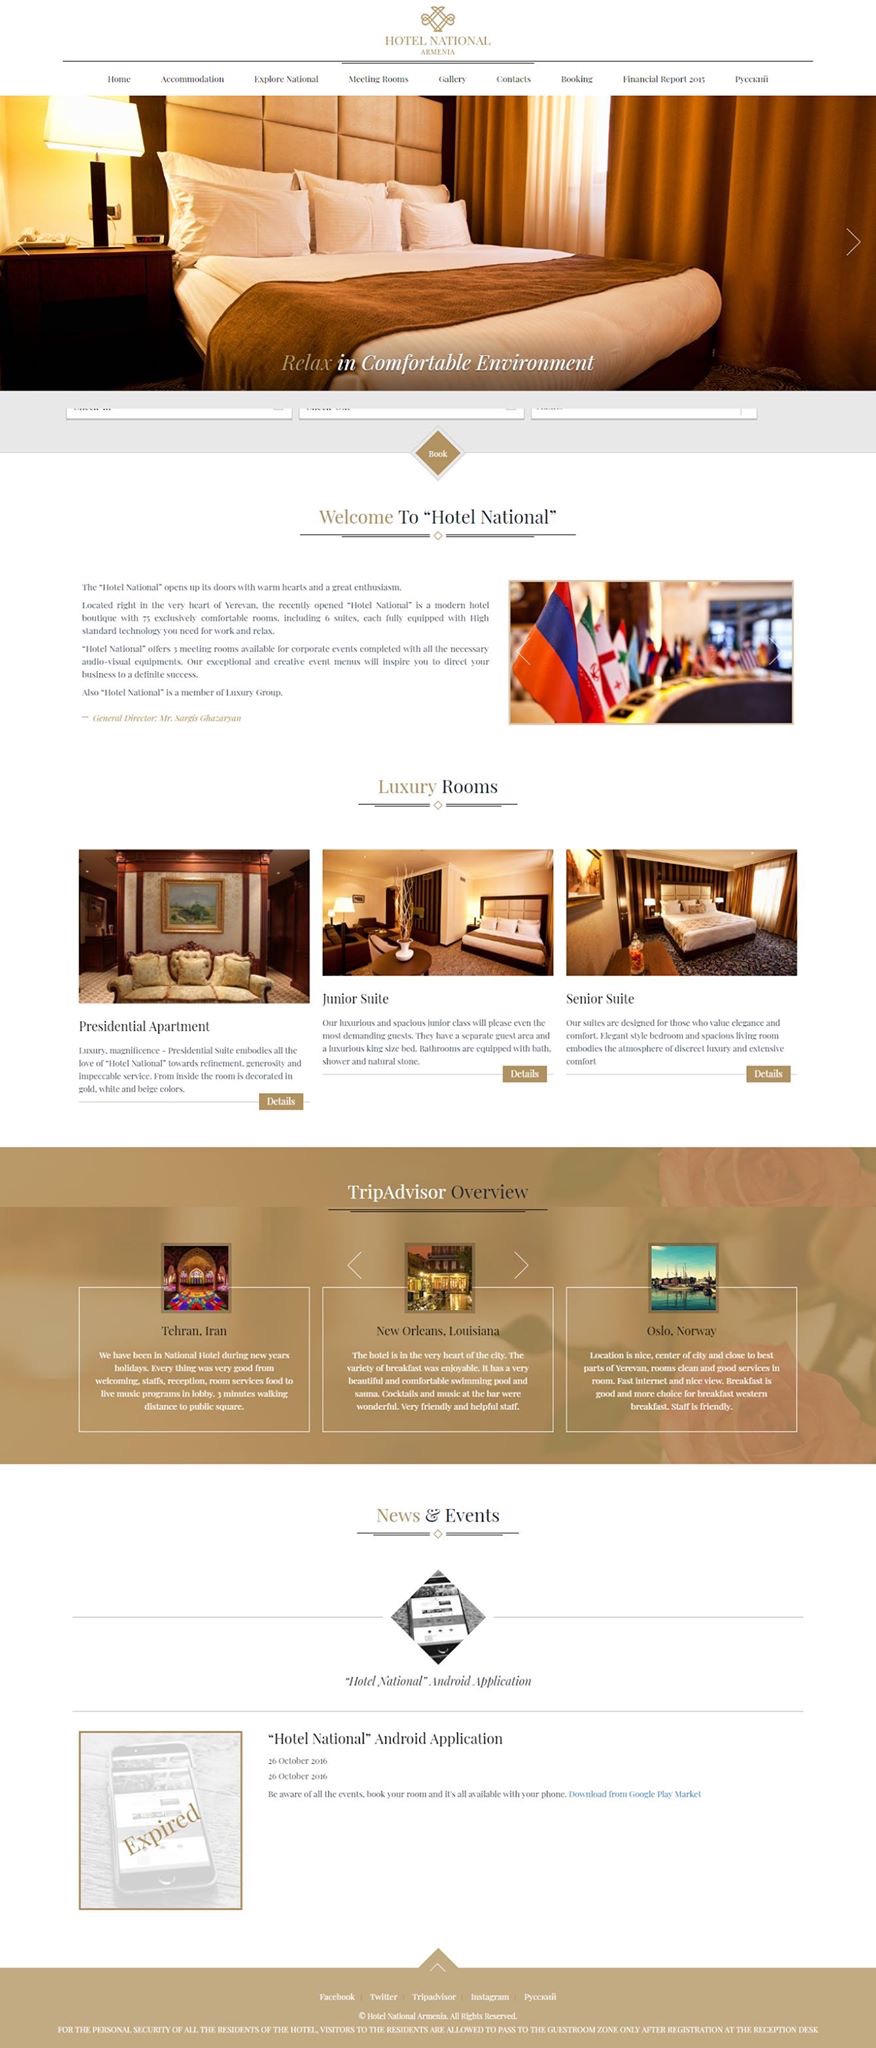 HOTEL NATIONAL
ARMENIA
Home Accommodation Explore National Meeting Rooms Gallery Contacts Booking Financial Report 2015 Русский
Relax in Comfortable Environment
Book
Welcome To “Hotel National”
The “Hotel National” opens up its doors with warm hearts and a great enthusiasm.
Located right in the very heart of Yerevan, the recently opened “Hotel National” is a modern hotel
boutique with 75 exclusively comfortable rooms, including 6 suites, each fully equipped with High
standard technology you need for work and relax.
“Hotel National” offers 3 meeting rooms available for corporate events completed with all the necessary
audio-visual equipments. Our exceptional and creative event menus will inspire you to direct your
business to a definite success.
Also “Hotel National” is a member of Luxury Group.
— General Director: Mr. Sargis Ghazaryan
Luxury Rooms
Presidential Apartment
Luxury, magnificence - Presidential Suite embodies all the
love of “Hotel National” towards refinement, generosity and
impeccable service. From inside the room is decorated in
gold, white and beige colors.
Details
Junior Suite
Our luxurious and spacious junior class will please even the
most demanding guests. They have a separate guest area and
a luxurious king size bed. Bathrooms are equipped with bath,
shower and natural stone.
Details
Senior Suite
Our suites are designed for those who value elegance and
comfort. Elegant style bedroom and spacious living room
embodies the atmosphere of discreet luxury and extensive
comfort
Details
TripAdvisor Overview
Tehran, Iran
We have been in National Hotel during new years
holidays. Every thing was very good from
welcoming, staffs, reception, room services food to
live music programs in lobby. 3 minutes walking
distance to public square.
New Orleans, Louisiana
The hotel is in the very heart of the city. The
variety of breakfast was enjoyable. It has a very
beautiful and comfortable swimming pool and
sauna. Cocktails and music at the bar were
wonderful. Very friendly and helpful staff.
Oslo, Norway
Location is nice, center of city and close to best
parts of Yerevan, rooms clean and good services in
room. Fast internet and nice view. Breakfast is
good and more choice for breakfast western
breakfast. Staff is friendly.
News & Events
“Hotel National” Android Application
Expired
“Hotel National” Android Application
26 October 2016
26 October 2016
Be aware of all the events, book your room and it's all available with your phone. Download from Google Play Market
Facebook Twitter Tripadvisor Instagram Русский
© Hotel National Armenia. All Rights Reserved.
FOR THE PERSONAL SECURITY OF ALL THE RESIDENTS OF THE HOTEL, VISITORS TO THE RESIDENTS ARE ALLOWED TO PASS TO THE GUESTROOM ZONE ONLY AFTER REGISTRATION AT THE RECEPTION DESK